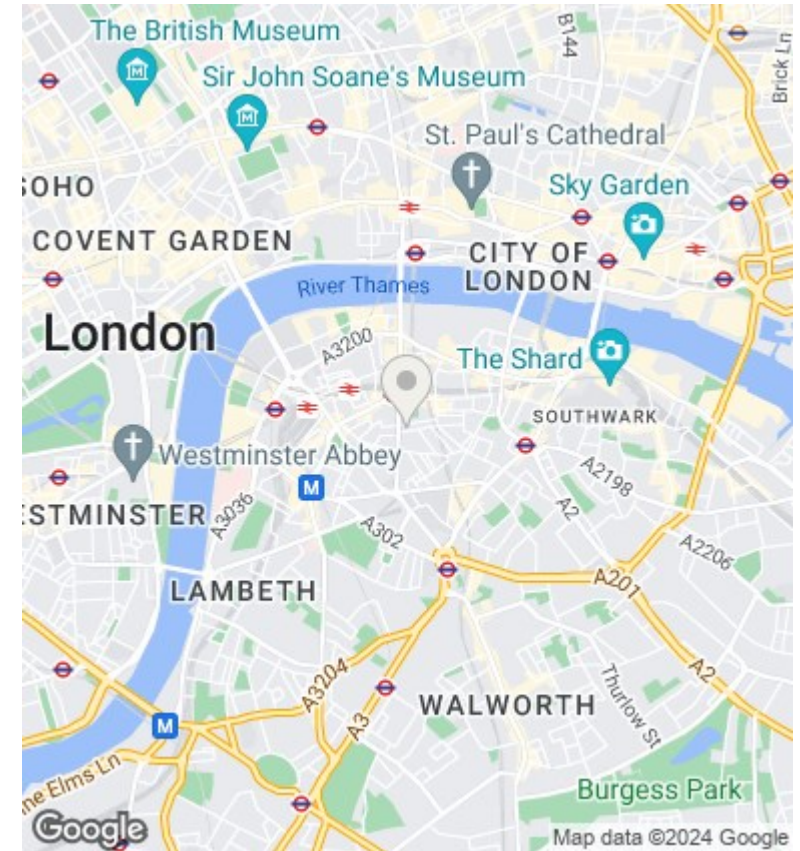 The British Museum
B144
Brick Ln
Sir John Soane's Museum
St. Paul's Cathedral
SOHO
Sky Garden
COVENT GARDEN
CITY OF
LONDON
River Thames
London
A3200
The Shard
SOUTHWARK
Westminster Abbey
A2198
M
A2
ESTMINSTER
A3036
A302
A2206
LAMBETH
A201
A3204
A2
WALWORTH
Thurlow St
A3
M
ne Elms Ln
Burgess Park
Google
Map data ©2024 Google